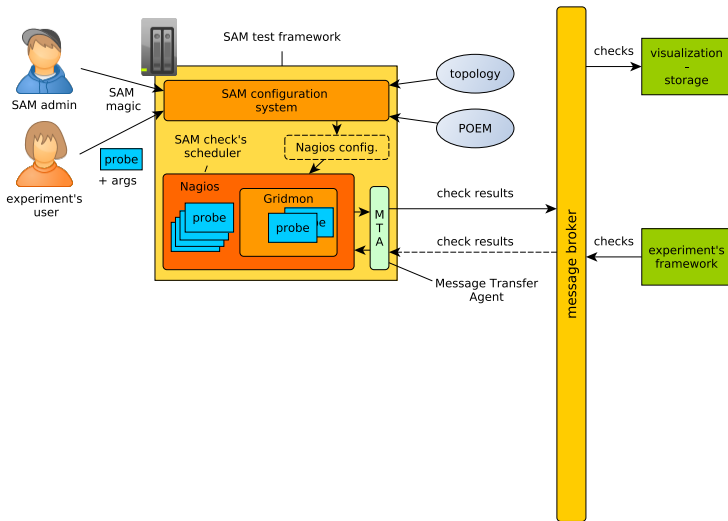 SAM test framework
SAM admin
SAM
magic
SAM configuration
system
topology
POEM
checks
visualization
–
storage
experiment's
user
probe
+ args
SAM check's
scheduler
Nagios config.
Nagios
probe
Gridmon
probe
be
M
T
A
check results
check results
Message Transfer
Agent
message broker
checks
experiment's
framework